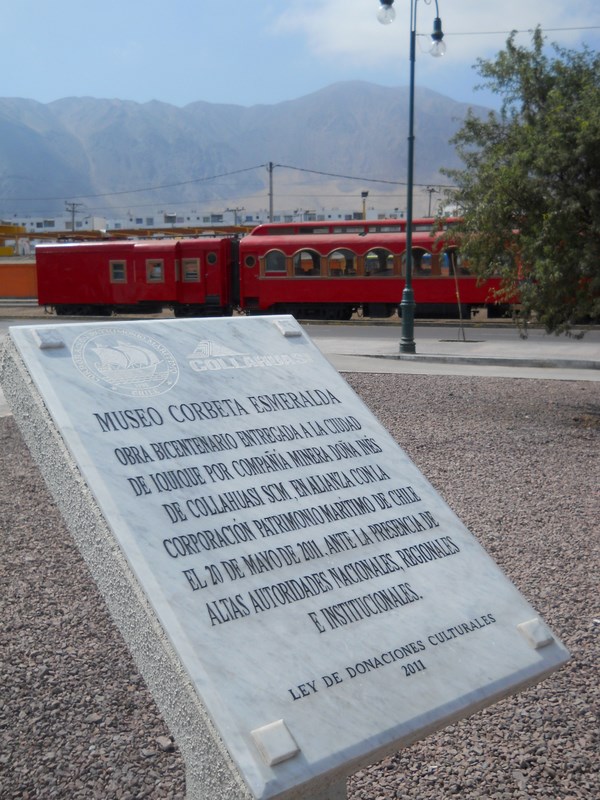 COLLAHUASI
MUSEO CORBETA ESMERALDA
OBRA BICENTENARIO ENTREGADA A LA CIUDAD
DE IQUIQUE POR COMPAÑÍA MINERA DOÑA INÉS
DE COLLAHUASI SCM, EN ALIANZA CON LA
CORPORACIÓN PATRIMONIO MARÍTIMO DE CHILE
EL 20 DE MAYO DE 2011. ANTE LA PRESENCIA DE
ALTAS AUTORIDADES NACIONALES, REGIONALES
E INSTITUCIONALES.
LEY DE DONACIONES CULTURALES
2011